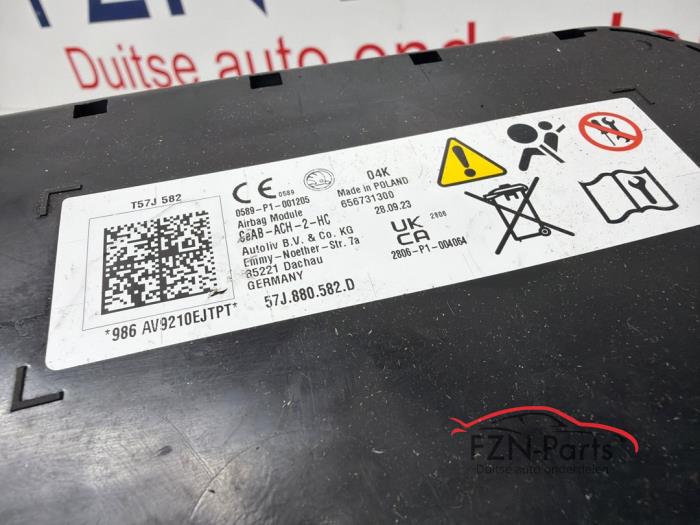 Duitse auto onderdelen
T57J 582
*986 AV9210EJTPT*
CE 0589
0589-P1-001205
Airbag Module
SeAB-ACH-2-HC
Autoliv B.V. & Co. KG
Emmy-Noether-Str. 7a
85221 Dachau
GERMANY
57J.880.582.D
04K
Made in POLAND
656731300
28.09.23
UK
CA
2806
2806-P1-004064
FZN-Parts
Duitse auto onderdelen